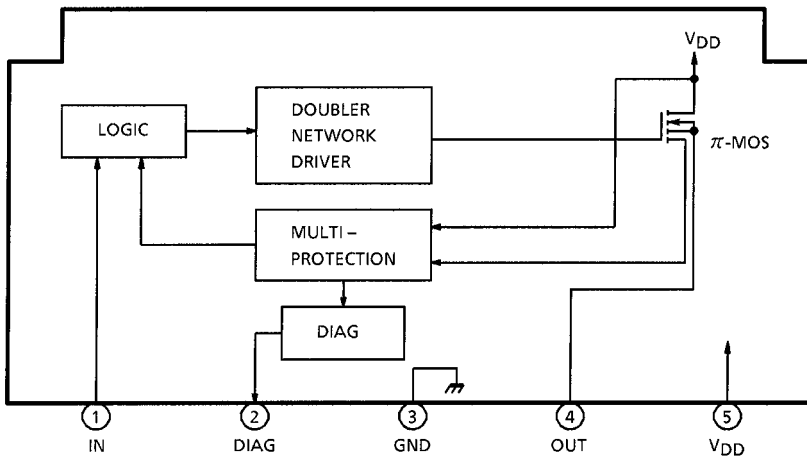 VDD
LOGIC
DOUBLER
NETWORK
DRIVER
π-MOS
MULTI –
PROTECTION
DIAG
1
2
3
4
5
IN
DIAG
GND
OUT
VDD